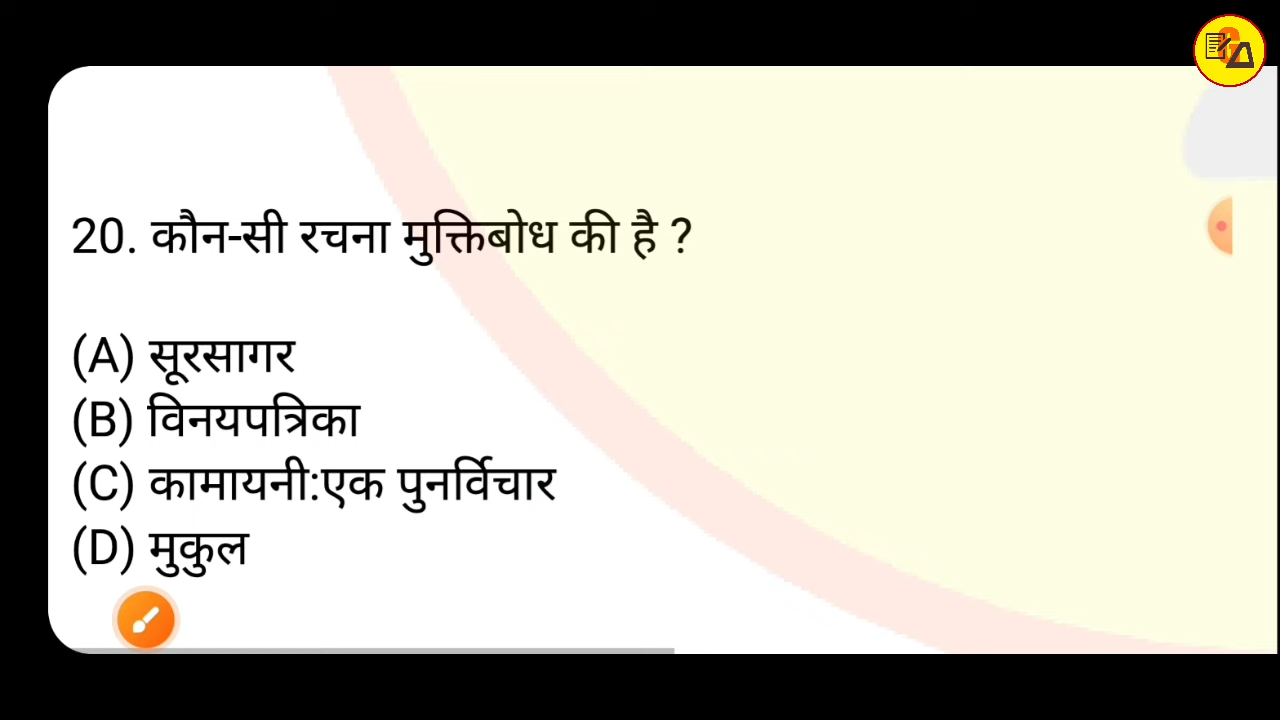 20. कौन-सी रचना मुक्तिबोध की है ?
(A) सूरसागर
(B) विनयपत्रिका
(C) कामायनी:एक पुनर्विचार
(D) मुकुल